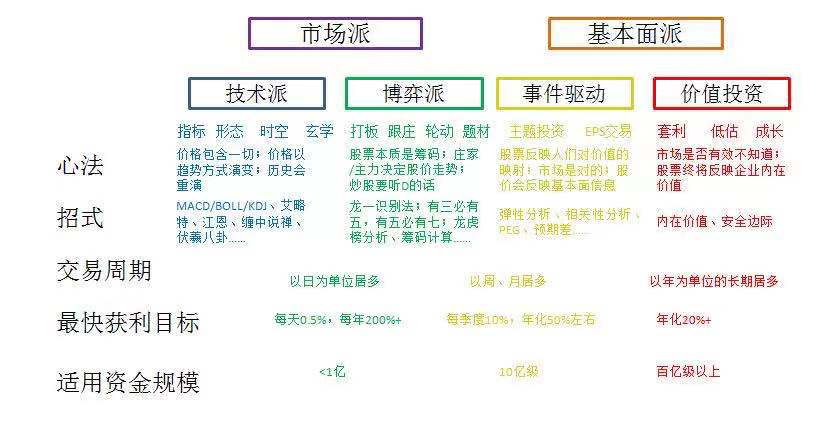 市场派
基本面派
技术派
博弈派
事件驱动
价值投资
指标 形态 时空 玄学
打板 跟庄 轮动 题材
主题投资 EPS交易
套利 低估 成长
心法
价格包含一切；价格以
趋势方式演变；历史会
重演
股票本质是筹码；庄家
/主力决定股价走势；
炒股要听D的话
股票反映人们对价值的
映射；市场是对的；股
价会反映基本面信息
市场是否有效不知道；
股票终将反映企业内在
价值
招式
MACD/BOLL/KDJ、艾略
特、江恩、缠中说禅、
伏羲八卦……
龙一识别法；有三必有
五，有五必有七；龙虎
榜分析、筹码计算……
弹性分析、相关性分析、
PEG、预期差……
内在价值、安全边际
交易周期
以日为单位居多
以周、月居多
以年为单位的长期居多
最快获利目标
每天0.5%，每年200%+
每季度10%，年化50%左右
年化20%+
适用资金规模
<1亿
10亿级
百亿级以上